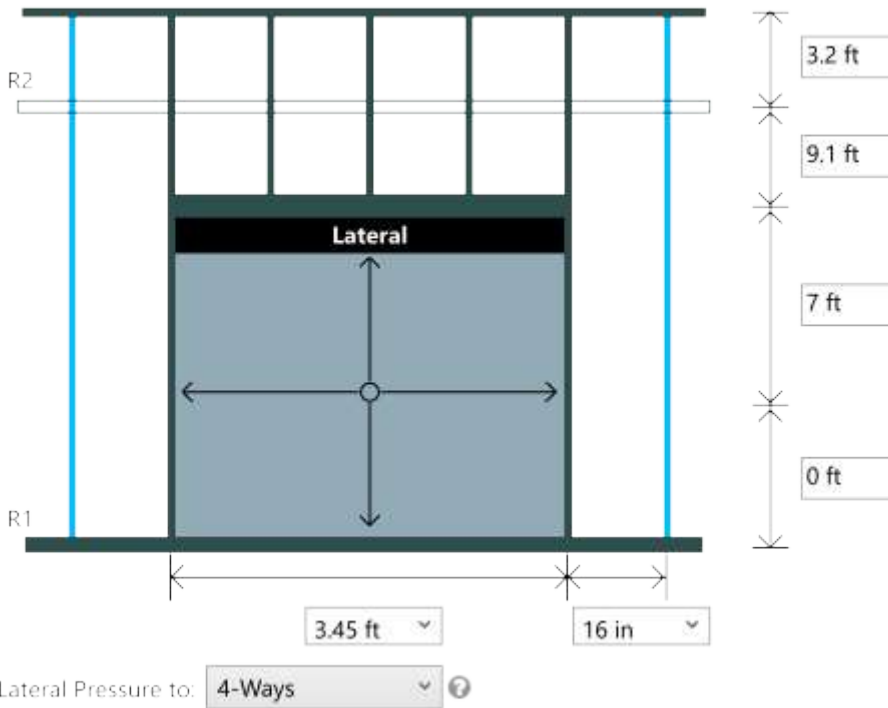 3.2 ft
R2
9.1 ft
Lateral
7 ft
0 ft
R1
3.45 ft
16 in
Lateral Pressure to: 4-Ways ?